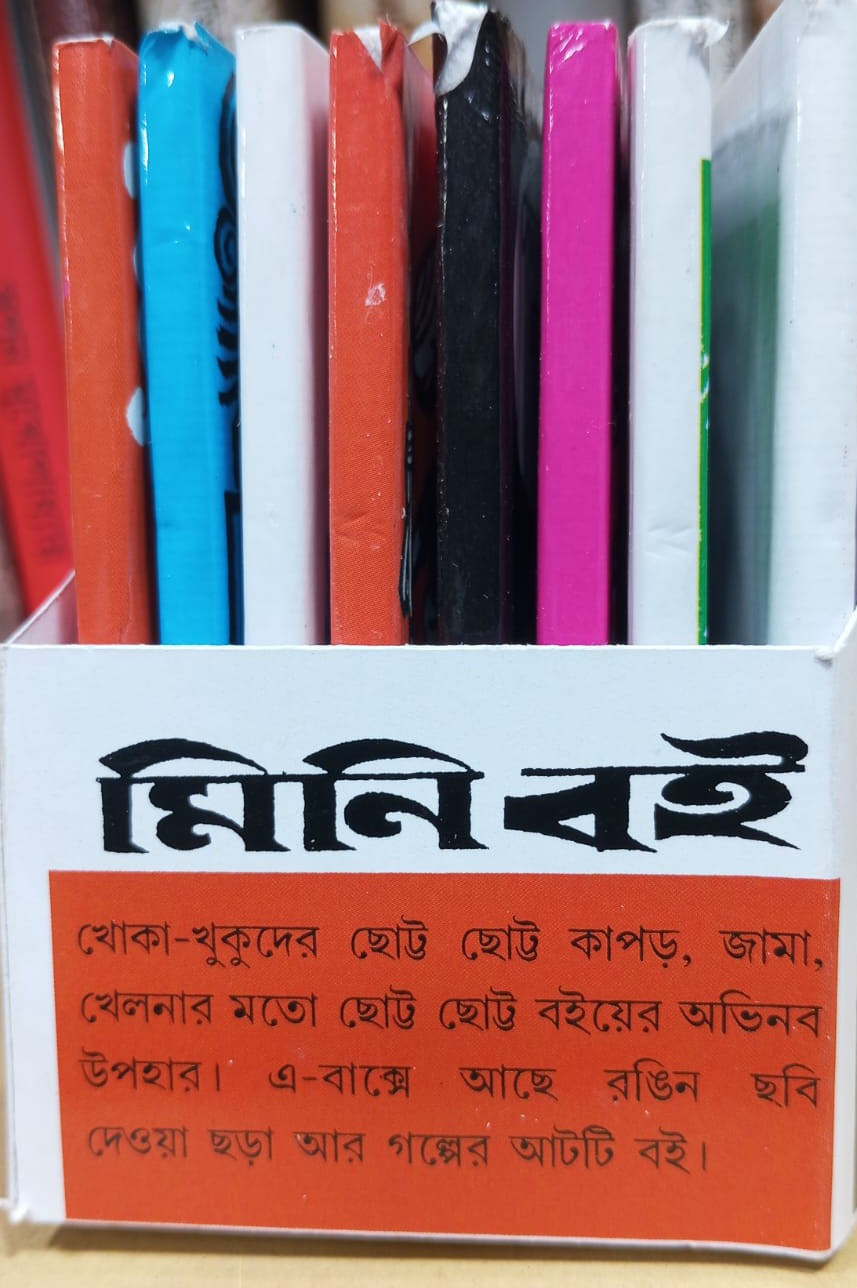 মিনি বই
খোকা-খুকুদের ছোট্ট ছোট্ট কাপড়, জামা,
খেলনার মতো ছোট্ট ছোট্ট বইয়ের অভিনব
উপহার। এ-বাক্সে আছে রঙিন ছবি
দেওয়া ছড়া আর গল্পের আটটি বই।